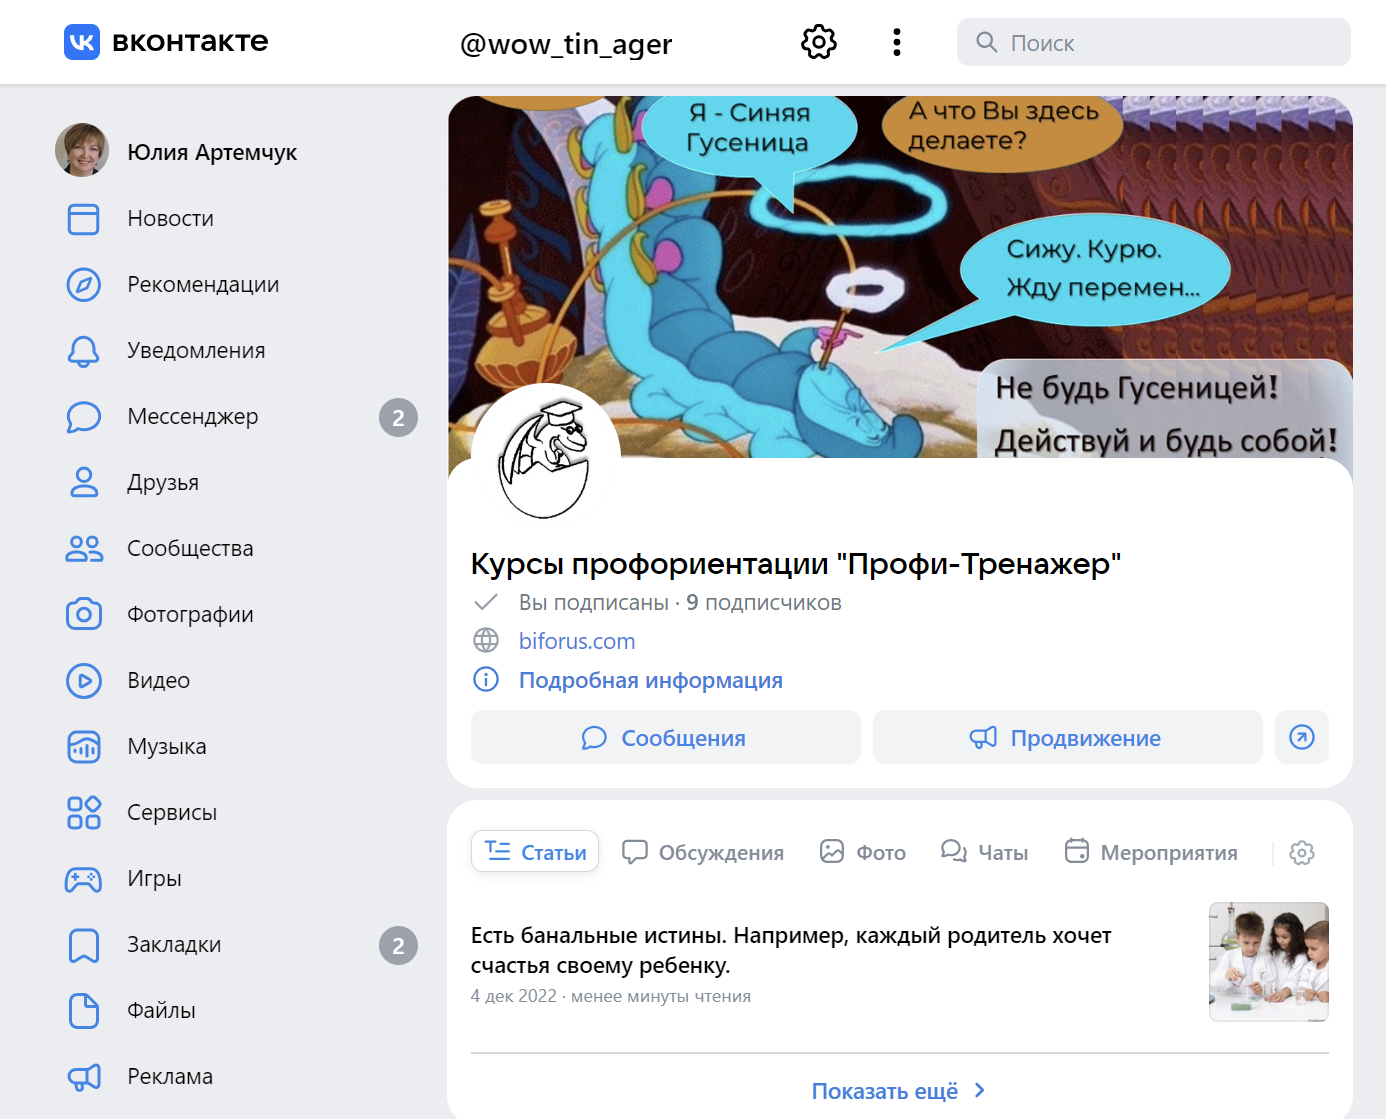 вконтакте
@wow_tin_ager
Поиск
Юлия Артемчук
Новости
Рекомендации
Уведомления
Мессенджер 2
Друзья
Сообщества
Фотографии
Видео
Музыка
Сервисы
Игры
Закладки 2
Файлы
Реклама
Я - Синяя
Гусеница
А что Вы здесь
делаете?
Сижу. Курю.
Жду перемен...
Не будь Гусеницей!
Действуй и будь собой!
Курсы профориентации "Профи-Тренажер"
Вы подписаны · 9 подписчиков
biforus.com
Подробная информация
Сообщения
Продвижение
Статьи
Обсуждения
Фото
Чаты
Мероприятия
Есть банальные истины. Например, каждый родитель хочет
счастья своему ребенку.
4 дек 2022 · менее минуты чтения
Показать ещё